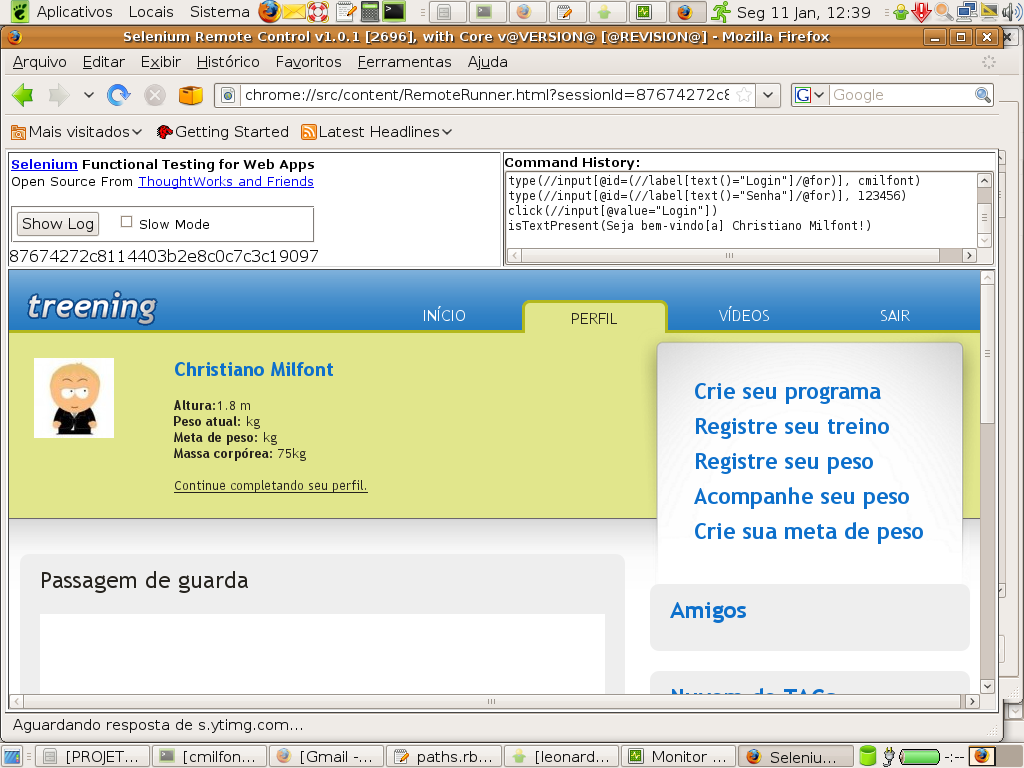 Aplicativos Locais Sistema Seg 11 Jan, 12:39
Selenium Remote Control v1.0.1 [2696], with Core v@VERSION@ [@REVISION@] - Mozilla Firefox
Arquivo Editar Exibir Histórico Favoritos Ferramentas Ajuda
chrome://src/content/RemoteRunner.html?sessionId=87674272c8 Google
Mais visitados Getting Started Latest Headlines
Selenium Functional Testing for Web Apps
Open Source From ThoughtWorks and Friends
Show Log Slow Mode
87674272c8114403b2e8c0c7c3c19097
Command History:
type(//input[@id=(//label[text()="Login"]/@for)], cmilfont)
type(//input[@id=(//label[text()="Senha"]/@for)], 123456)
click(//input[@value="Login"])
isTextPresent(Seja bem-vindo[a] Christiano Milfont!)
treening
INÍCIO PERFIL VÍDEOS SAIR
Christiano Milfont
Altura:1.8 m
Peso atual: kg
Meta de peso: kg
Massa corpórea: 75kg
Continue completando seu perfil.
Crie seu programa
Registre seu treino
Registre seu peso
Acompanhe seu peso
Crie sua meta de peso
Passagem de guarda
Amigos
Nuvem de TAGs
Aguardando resposta de s.ytimg.com...
[PROJET... [cmilfon... [Gmail -... paths.rb... [leonard... Monitor ... Seleniu... -:--